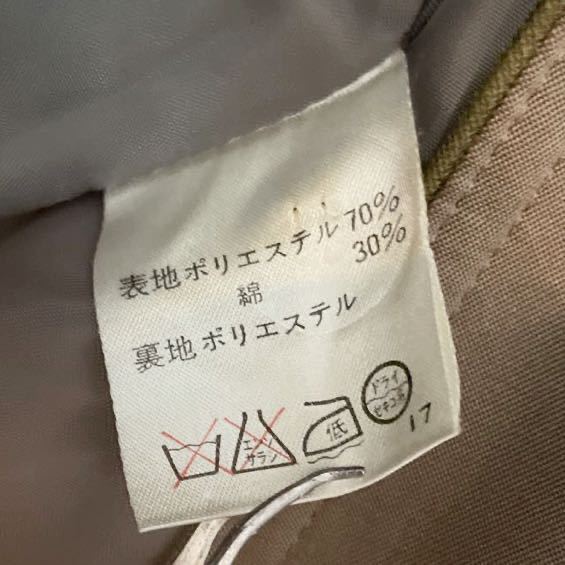 表地ポリエステル 70%
綿 30%
裏地ポリエステル
エンソ
サラシ
低
ドライ
セキユ系
17